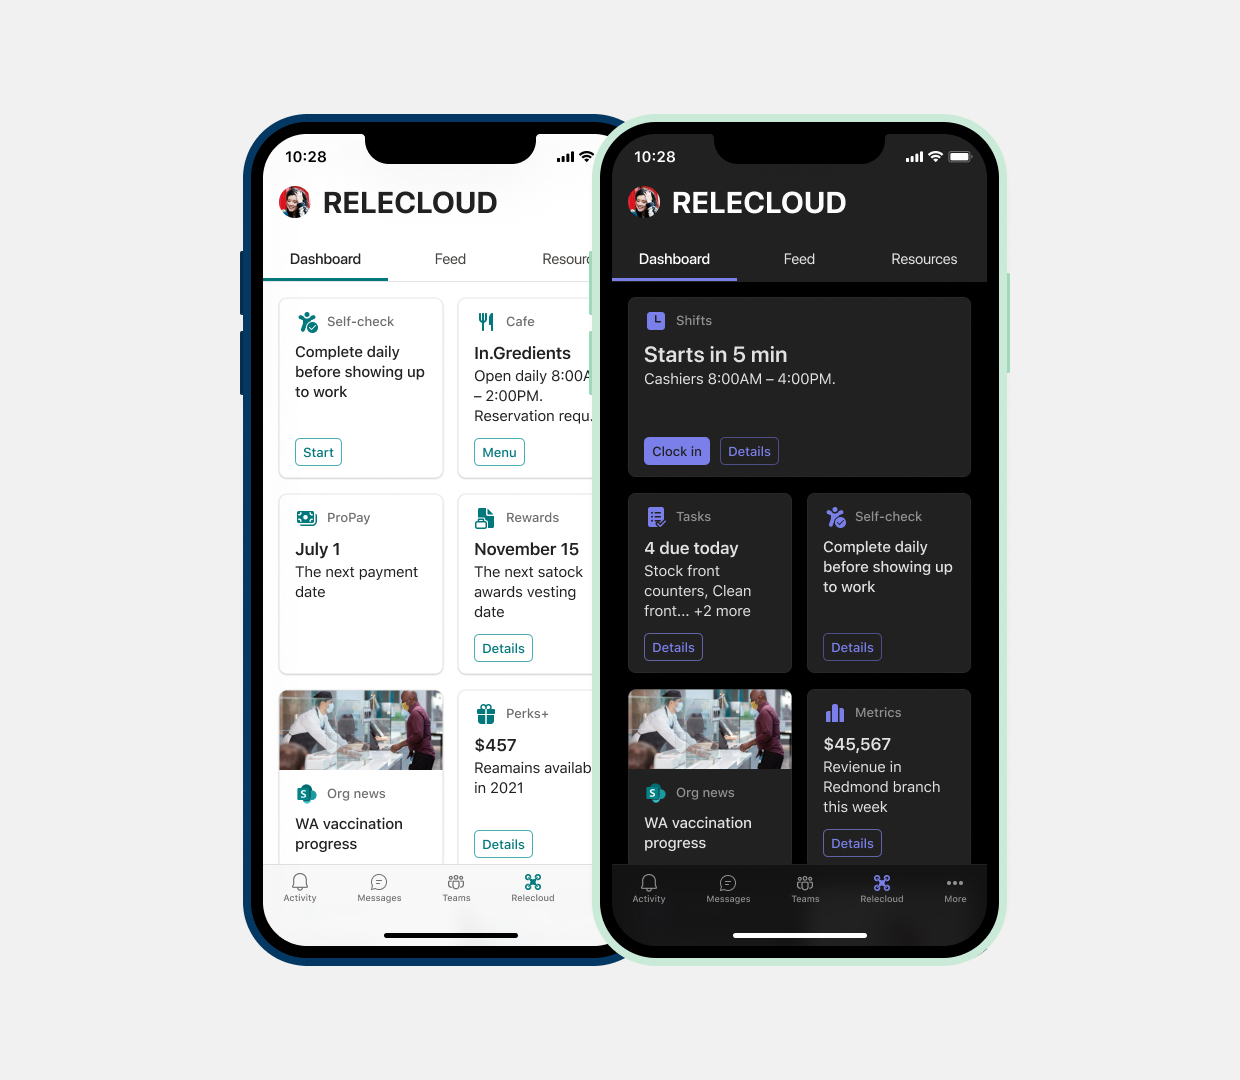 10:28
RELECLOUD
Dashboard Feed Resourc
Self-check
Complete daily
before showing up
to work
Start
Cafe
In.Gredients
Open daily 8:00A
– 2:00PM.
Reservation requ.
Menu
ProPay
July 1
The next payment
date
Rewards
November 15
The next satock
awards vesting
date
Details
S
Org news
WA vaccination
progress
Perks+
$457
Reamains availab
in 2021
Details
Activity Messages Teams Relecloud
10:28
RELECLOUD
Dashboard Feed Resources
Shifts
Starts in 5 min
Cashiers 8:00AM – 4:00PM.
Clock in Details
Tasks
4 due today
Stock front
counters, Clean
front... +2 more
Details
Self-check
Complete daily
before showing up
to work
Details
S
Org news
WA vaccination
progress
Metrics
$45,567
Revienue in
Redmond branch
this week
Details
Activity Messages Teams Relecloud More